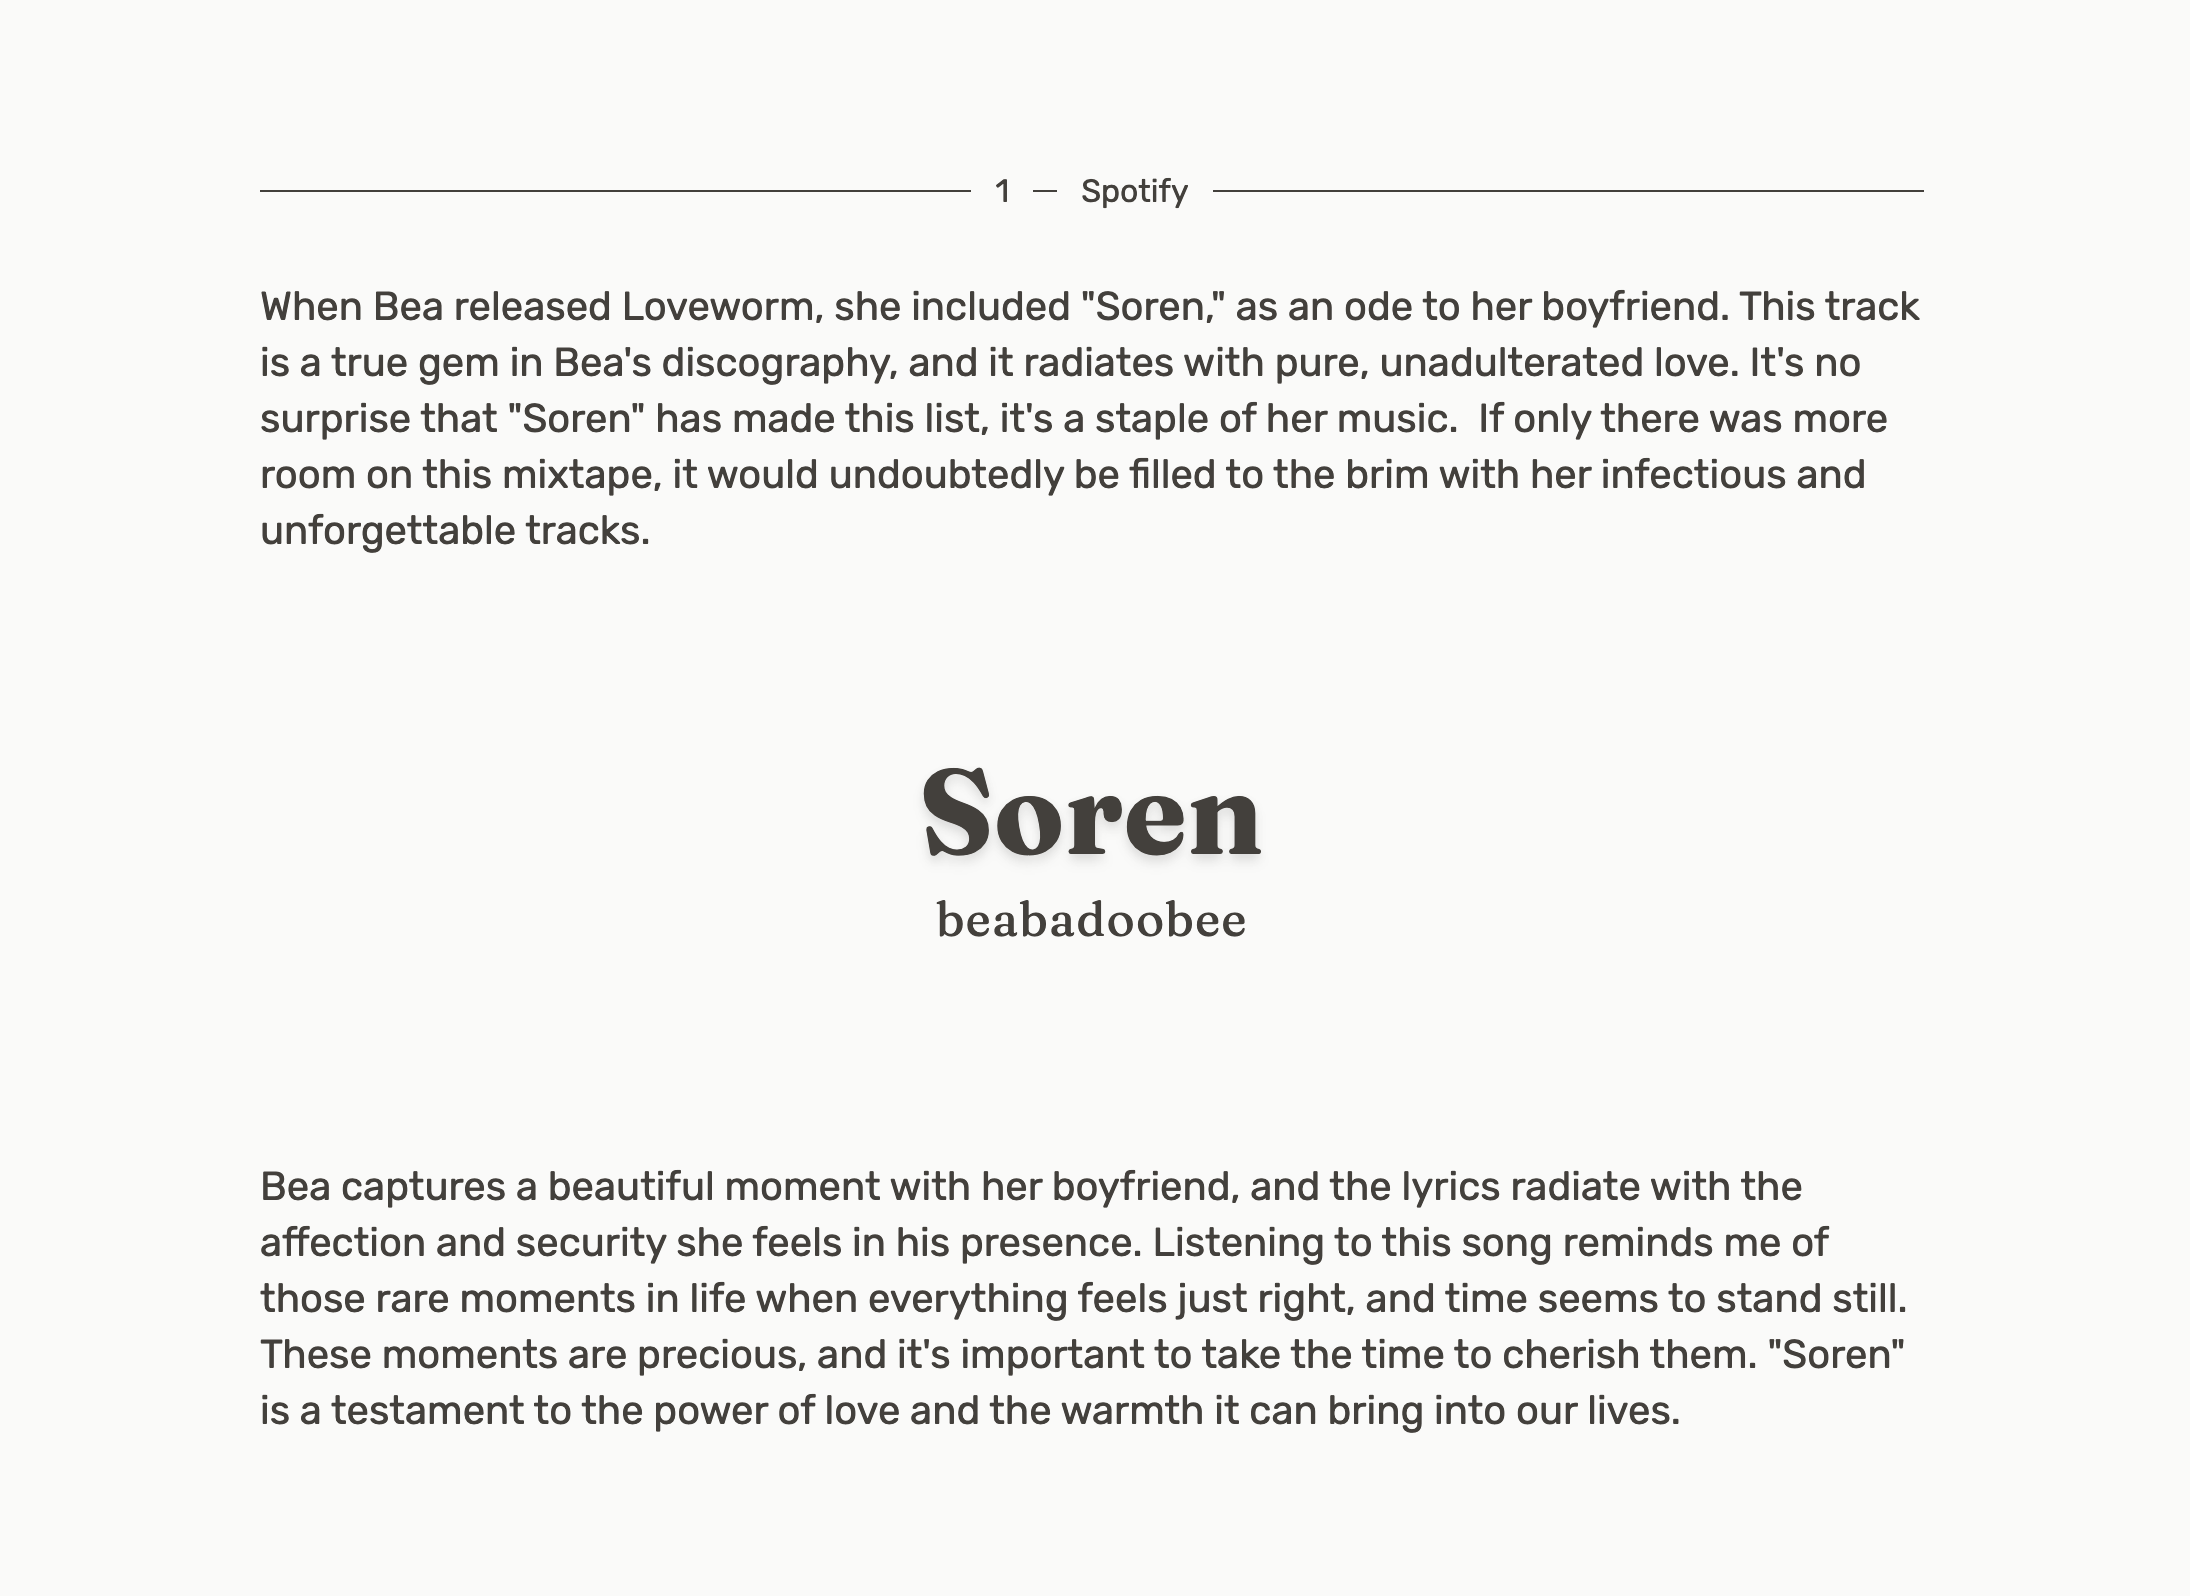 1 — Spotify
When Bea released Loveworm, she included "Soren," as an ode to her boyfriend. This track
is a true gem in Bea's discography, and it radiates with pure, unadulterated love. It's no
surprise that "Soren" has made this list, it's a staple of her music.  If only there was more
room on this mixtape, it would undoubtedly be filled to the brim with her infectious and
unforgettable tracks.
Soren
beabadoobee
Bea captures a beautiful moment with her boyfriend, and the lyrics radiate with the
affection and security she feels in his presence. Listening to this song reminds me of
those rare moments in life when everything feels just right, and time seems to stand still.
These moments are precious, and it's important to take the time to cherish them. "Soren"
is a testament to the power of love and the warmth it can bring into our lives.